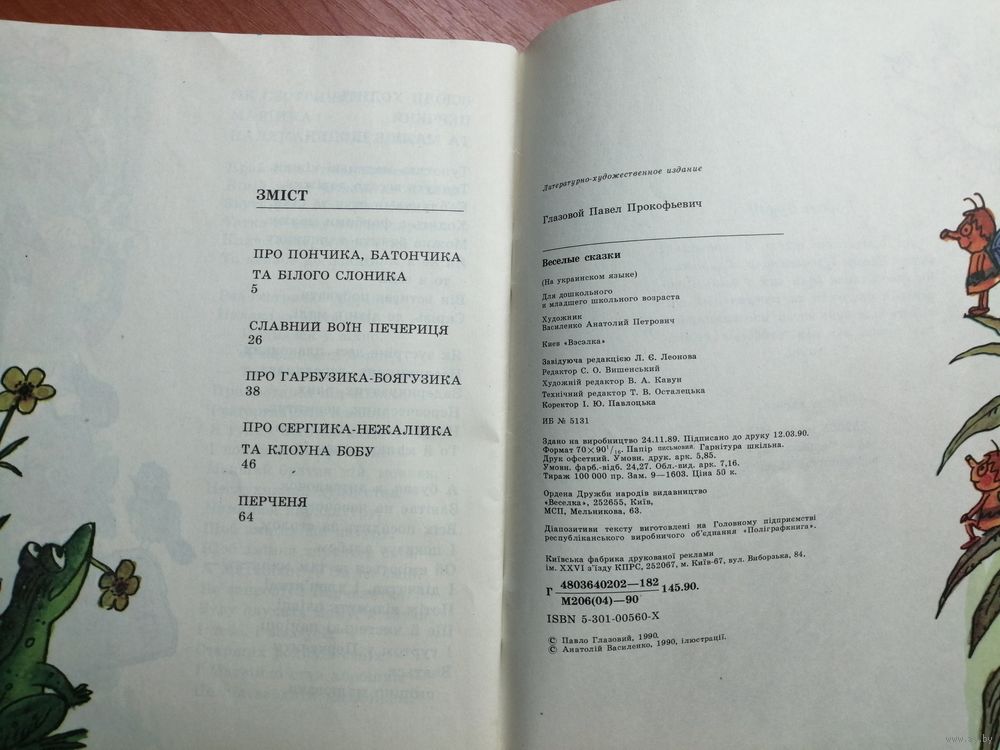 ЗМІСТ
ПРО ПОНЧИКА, БАТОНЧИКА
ТА БІЛОГО СЛОНИКА
5
СЛАВНИЙ ВОЇН ПЕЧЕРИЦЯ
26
ПРО ГАРБУЗИКА-БОЯГУЗИКА
38
ПРО СЕРГІЙКА-НЕЖАЛІЙКА
ТА КЛОУНА БОБУ
46
ПЕРЧЕНЯ
64
Литературно-художественное издание
Глазовой Павел Прокофьевич
Веселые сказки
(На украинском языке)
Для дошкольного
и младшего школьного возраста
Художник
Василенко Анатолий Петрович
Киев «Вэсэлка»
Завідуюча редакцією Л. Є. Леонова
Редактор С. О. Вишенський
Художній редактор В. А. Кавун
Технічний редактор Т. В. Осталецька
Коректор І. Ю. Павлоцька
ИБ № 5131
Здано на виробництво 24.11.89. Підписано до друку 12.03.90.
Формат 70×90¹/₁₆. Папір письмовий. Гарнітура шкільна.
Друк офсетний. Умовн. друк. арк. 5,85.
Умовн. фарб.-відб. 24,27. Обл.-вид. арк. 7,16.
Тираж 100 000 пр. Зам. 9—1603. Ціна 50 к.
Ордена Дружби народів видавництво
«Веселка», 252655, Київ,
МСП, Мельникова, 63.
Діапозитиви тексту виготовлені на Головному підприємстві
республіканського виробничого об'єднання «Поліграфкнига».
Київська фабрика друкованої реклами
ім. XXVI з'їзду КПРС, 252067, м. Київ-67, вул. Виборзька, 84.
Г 4803640202—182
М206(04)—90 145.90.
ISBN 5-301-00560-X
© Павло Глазовий, 1990.
© Анатолій Василенко, 1990, ілюстрації.